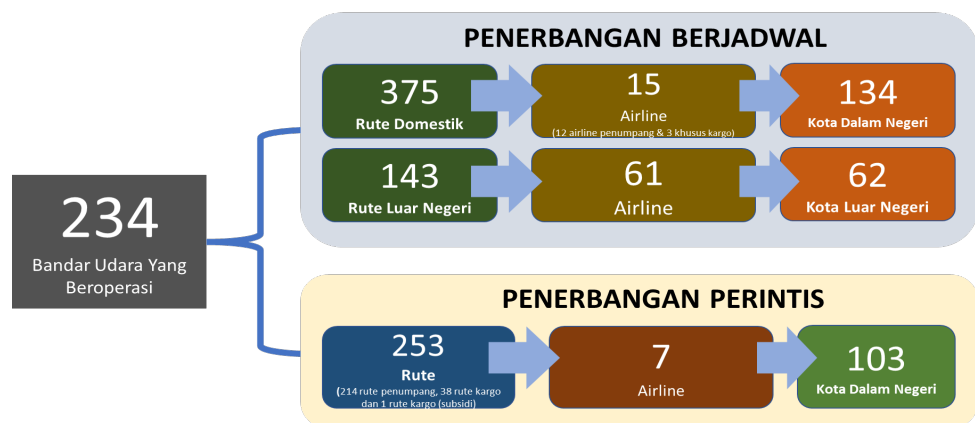 PENERBANGAN BERJADWAL
375
Rute Domestik
15
Airline
(12 airline penumpang & 3 khusus kargo)
134
Kota Dalam Negeri
143
Rute Luar Negeri
61
Airline
62
Kota Luar Negeri
234
Bandar Udara Yang
Beroperasi
PENERBANGAN PERINTIS
253
Rute
(214 rute penumpang, 38 rute kargo
dan 1 rute kargo (subsidi)
7
Airline
103
Kota Dalam Negeri